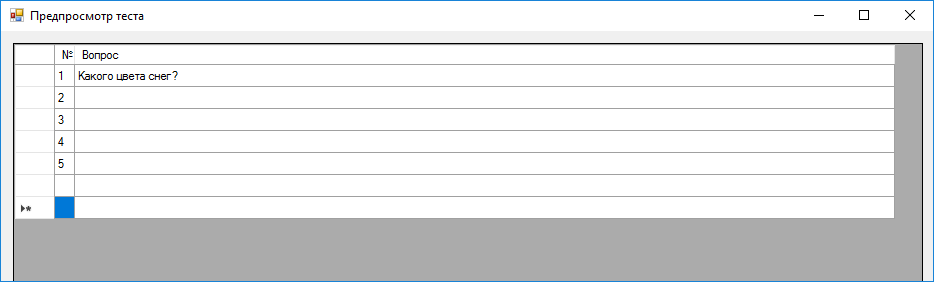 Предпросмотр теста
№ Вопрос
1 Какого цвета снег?
2
3
4
5